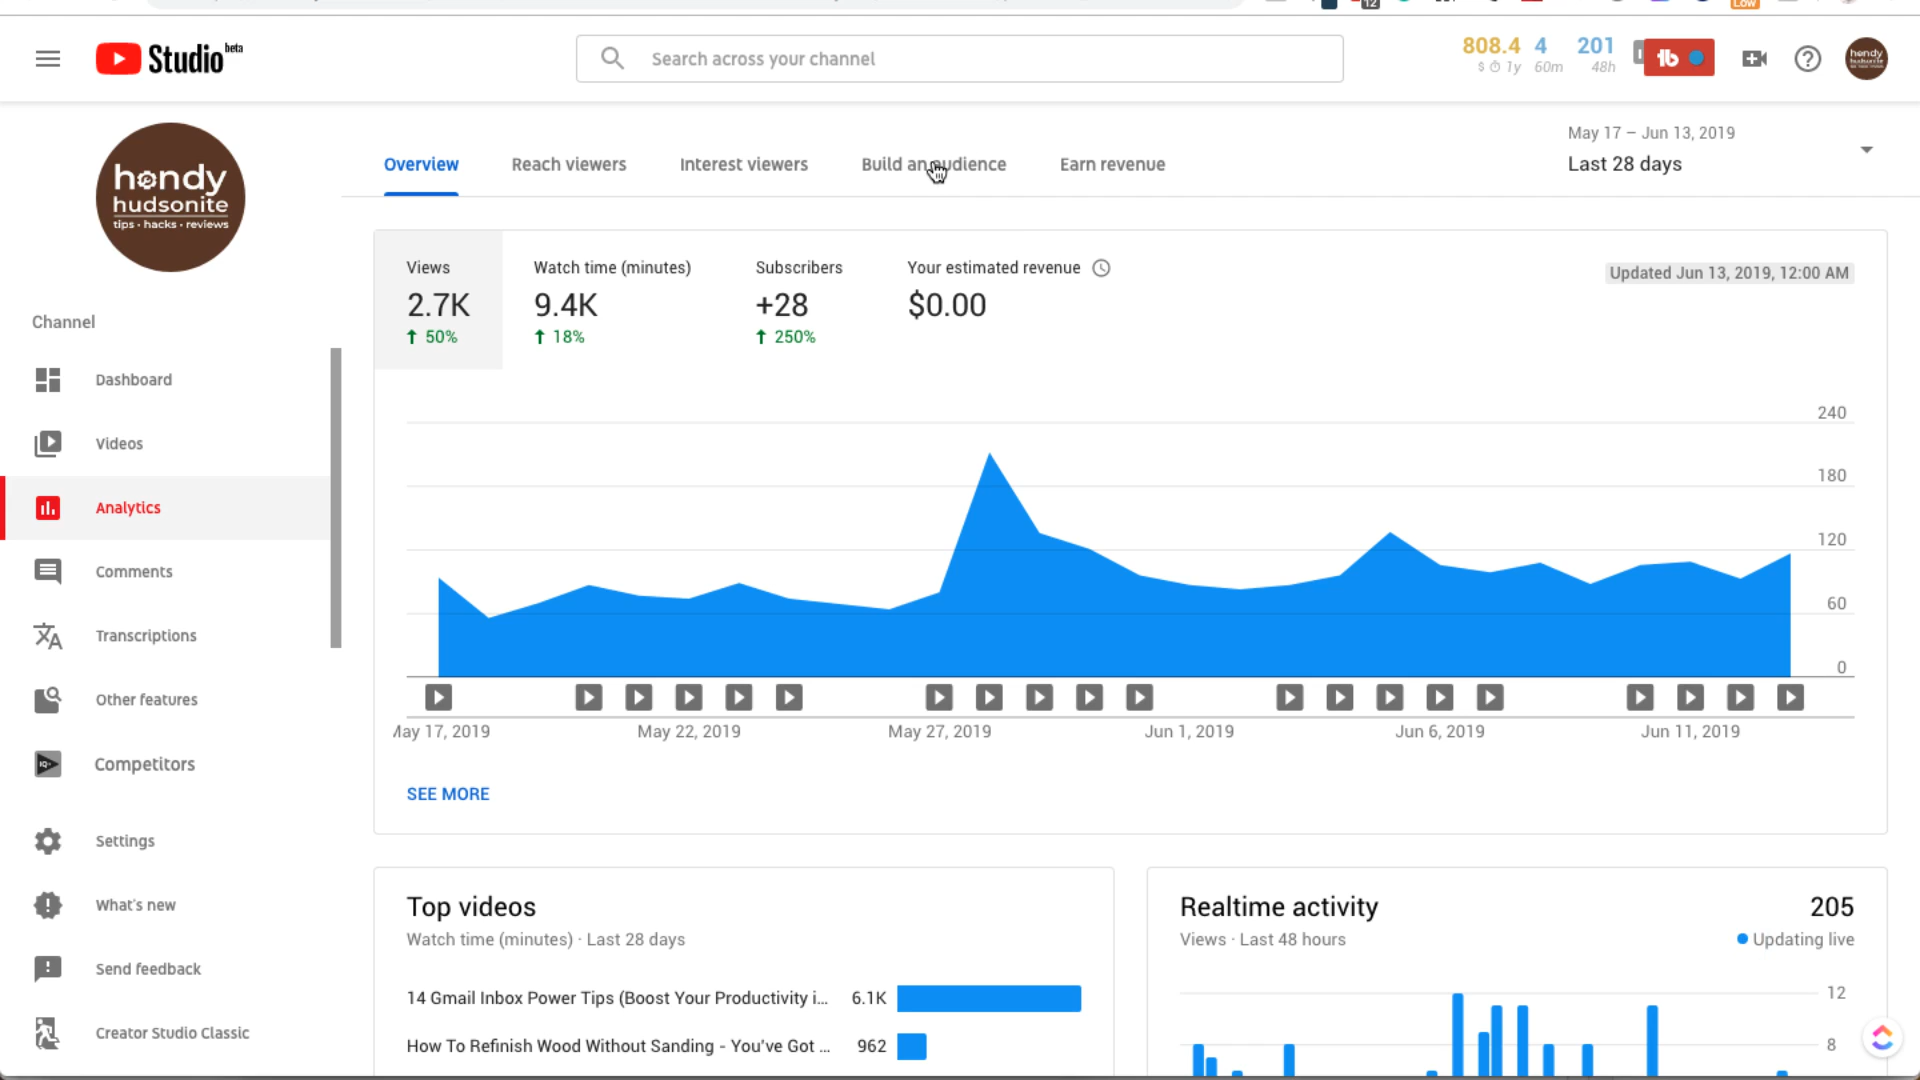 12
Low
Studio beta
Search across your channel
808.4 4 201
$ 1y 60m 48h
hendy
hudsonite
tips · hacks · reviews
Overview
Reach viewers
Interest viewers
Build an audience
Earn revenue
May 17 – Jun 13, 2019
Last 28 days
Channel
Dashboard
Videos
Analytics
Comments
Transcriptions
Other features
Competitors
Settings
What's new
Send feedback
Creator Studio Classic
Views
2.7K
50%
Watch time (minutes)
9.4K
18%
Subscribers
+28
250%
Your estimated revenue
$0.00
Updated Jun 13, 2019, 12:00 AM
240
180
120
60
0
May 17, 2019
May 22, 2019
May 27, 2019
Jun 1, 2019
Jun 6, 2019
Jun 11, 2019
SEE MORE
Top videos
Watch time (minutes) · Last 28 days
14 Gmail Inbox Power Tips (Boost Your Productivity i... 6.1K
How To Refinish Wood Without Sanding - You've Got ... 962
Realtime activity
205
Views · Last 48 hours
Updating live
12
8